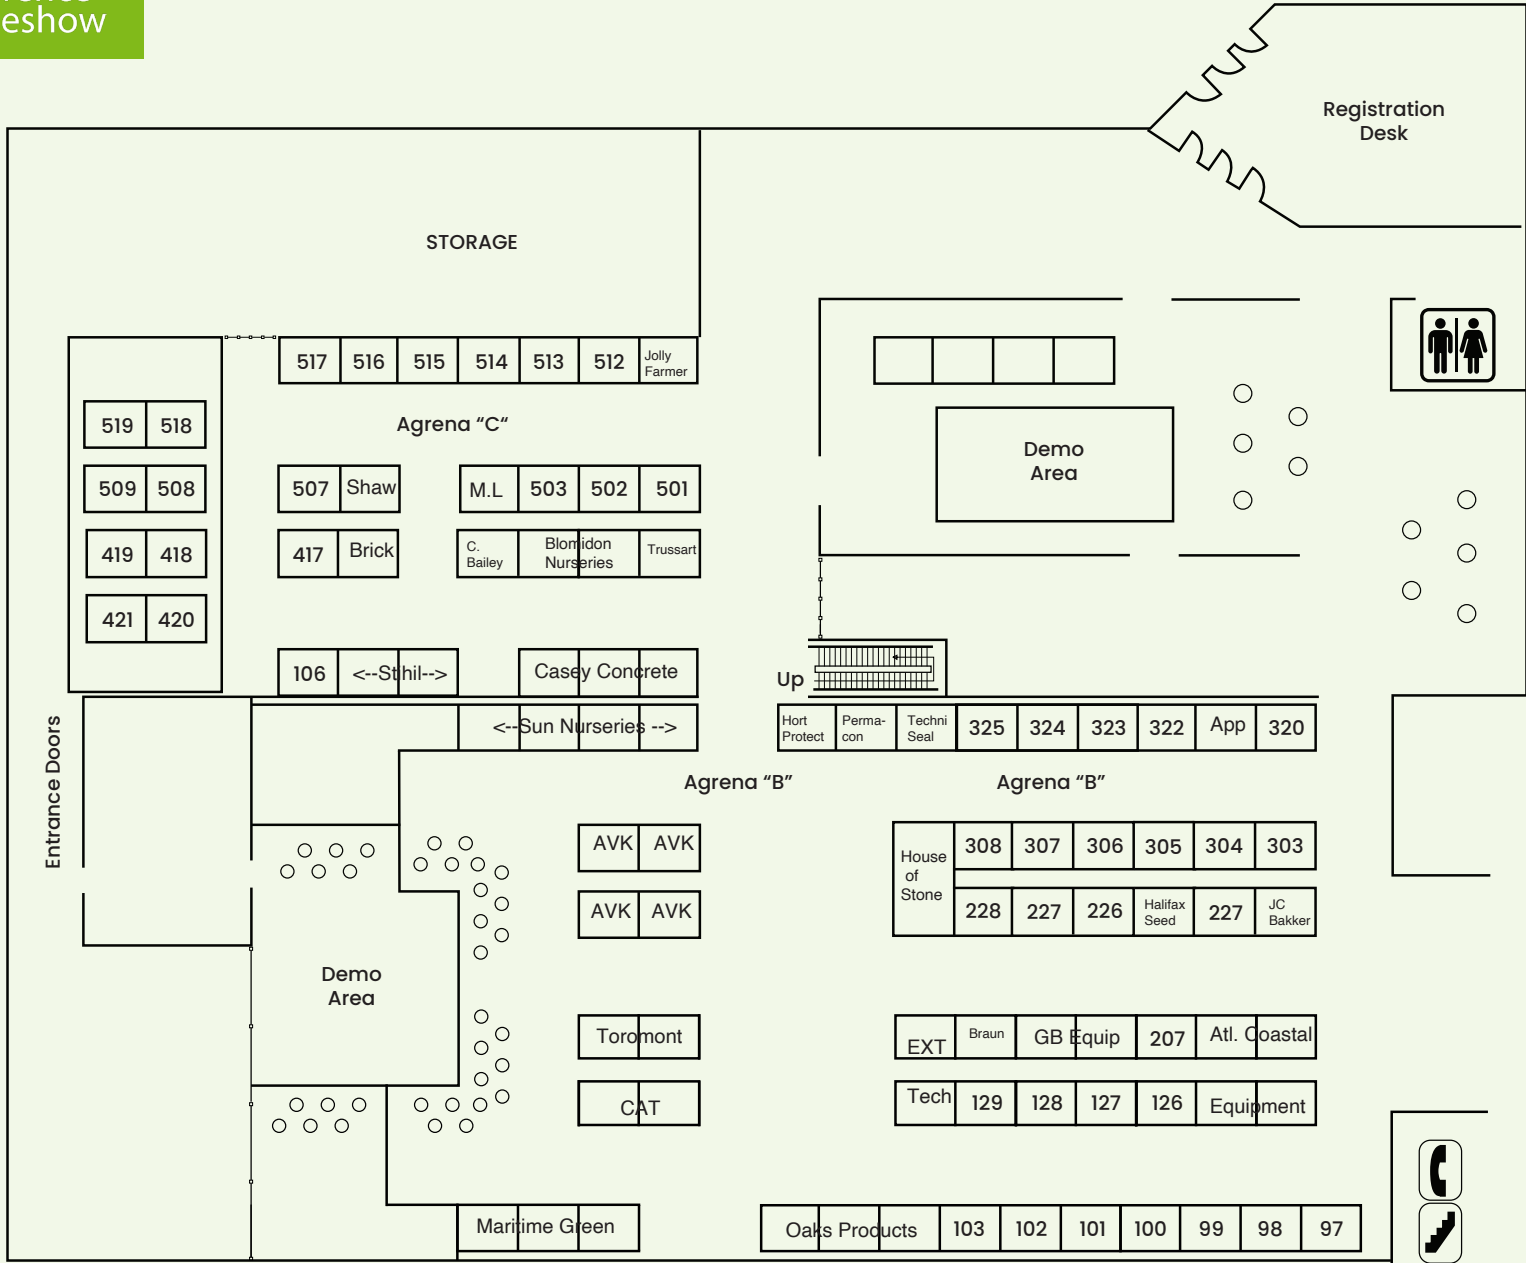 eshow
Registration
Desk
STORAGE
517 516 515 514 513 512 Jolly
Farmer
519 518
Agrena “C“
509 508
507 Shaw
M.L 503 502 501
Demo
Area
419 418
417 Brick
C.
Bailey
Blomidon
Nurseries
Trussart
421 420
106 <--Stihil-->
Casey Concrete
Up
Entrance Doors
<--Sun Nurseries -->
Hort
Protect
Perma-
con
Techni
Seal
325 324 323 322 App 320
Agrena “B”
Agrena “B”
AVK AVK
AVK AVK
House
of
Stone
308 307 306 305 304 303
228 227 226 Halifax
Seed
227 JC
Bakker
Demo
Area
Toromont
CAT
EXT Braun GB Equip 207 Atl. Coastal
Tech 129 128 127 126 Equipment
Maritime Green
Oaks Products 103 102 101 100 99 98 97